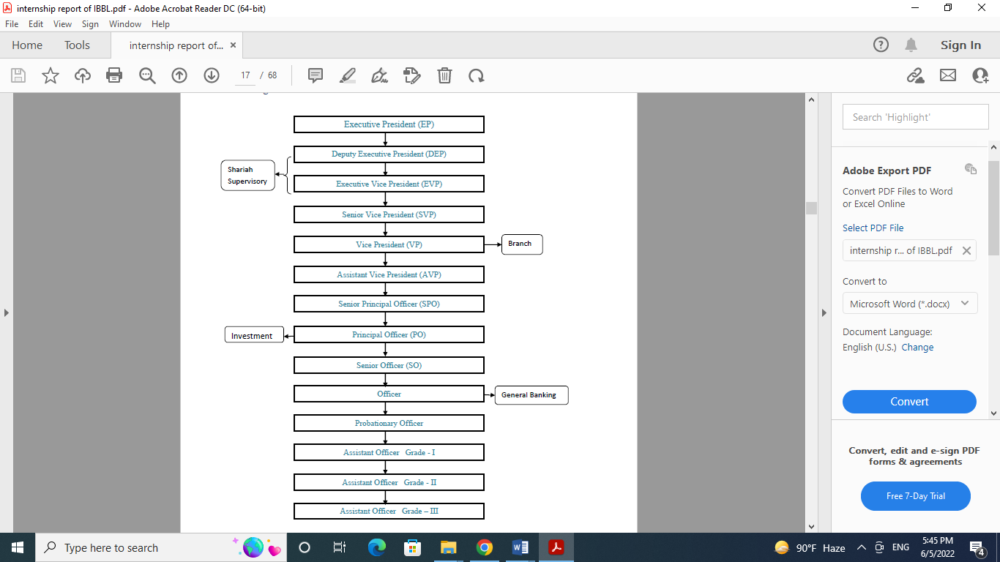 internship report of IBBL.pdf - Adobe Acrobat Reader DC (64-bit)
File Edit View Sign Window Help
Home Tools internship report of... ×
Sign In
17 / 68
Executive President (EP)
Deputy Executive President (DEP)
Shariah
Supervisory
Executive Vice President (EVP)
Senior Vice President (SVP)
Vice President (VP)
Branch
Assistant Vice President (AVP)
Senior Principal Officer (SPO)
Principal Officer (PO)
Investment
Senior Officer (SO)
Officer
General Banking
Probationary Officer
Assistant Officer Grade - I
Assistant Officer Grade - II
Assistant Officer Grade – III
Search 'Highlight'
Adobe Export PDF
Convert PDF Files to Word
or Excel Online
Select PDF File
internship r... of IBBL.pdf
Convert to
Microsoft Word (*.docx)
Document Language:
English (U.S.) Change
Convert
Convert, edit and e-sign PDF
forms & agreements
Free 7-Day Trial
Type here to search
90°F Haze
ENG
5:45 PM
6/5/2022
4